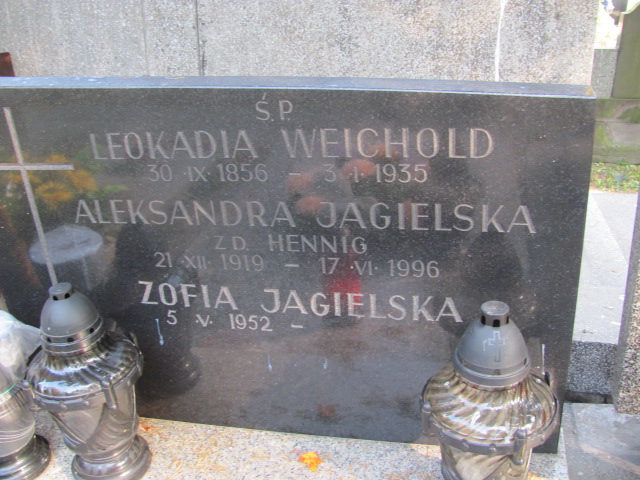 Ś.P.
LEOKADIA WEICHOLD
30·IX·1856 – 3·I·1935
ALEKSANDRA JAGIELSKA
Z D. HENNIG
21·XII·1919 – 17·VI·1996
ZOFIA JAGIELSKA
5·V·1952 –